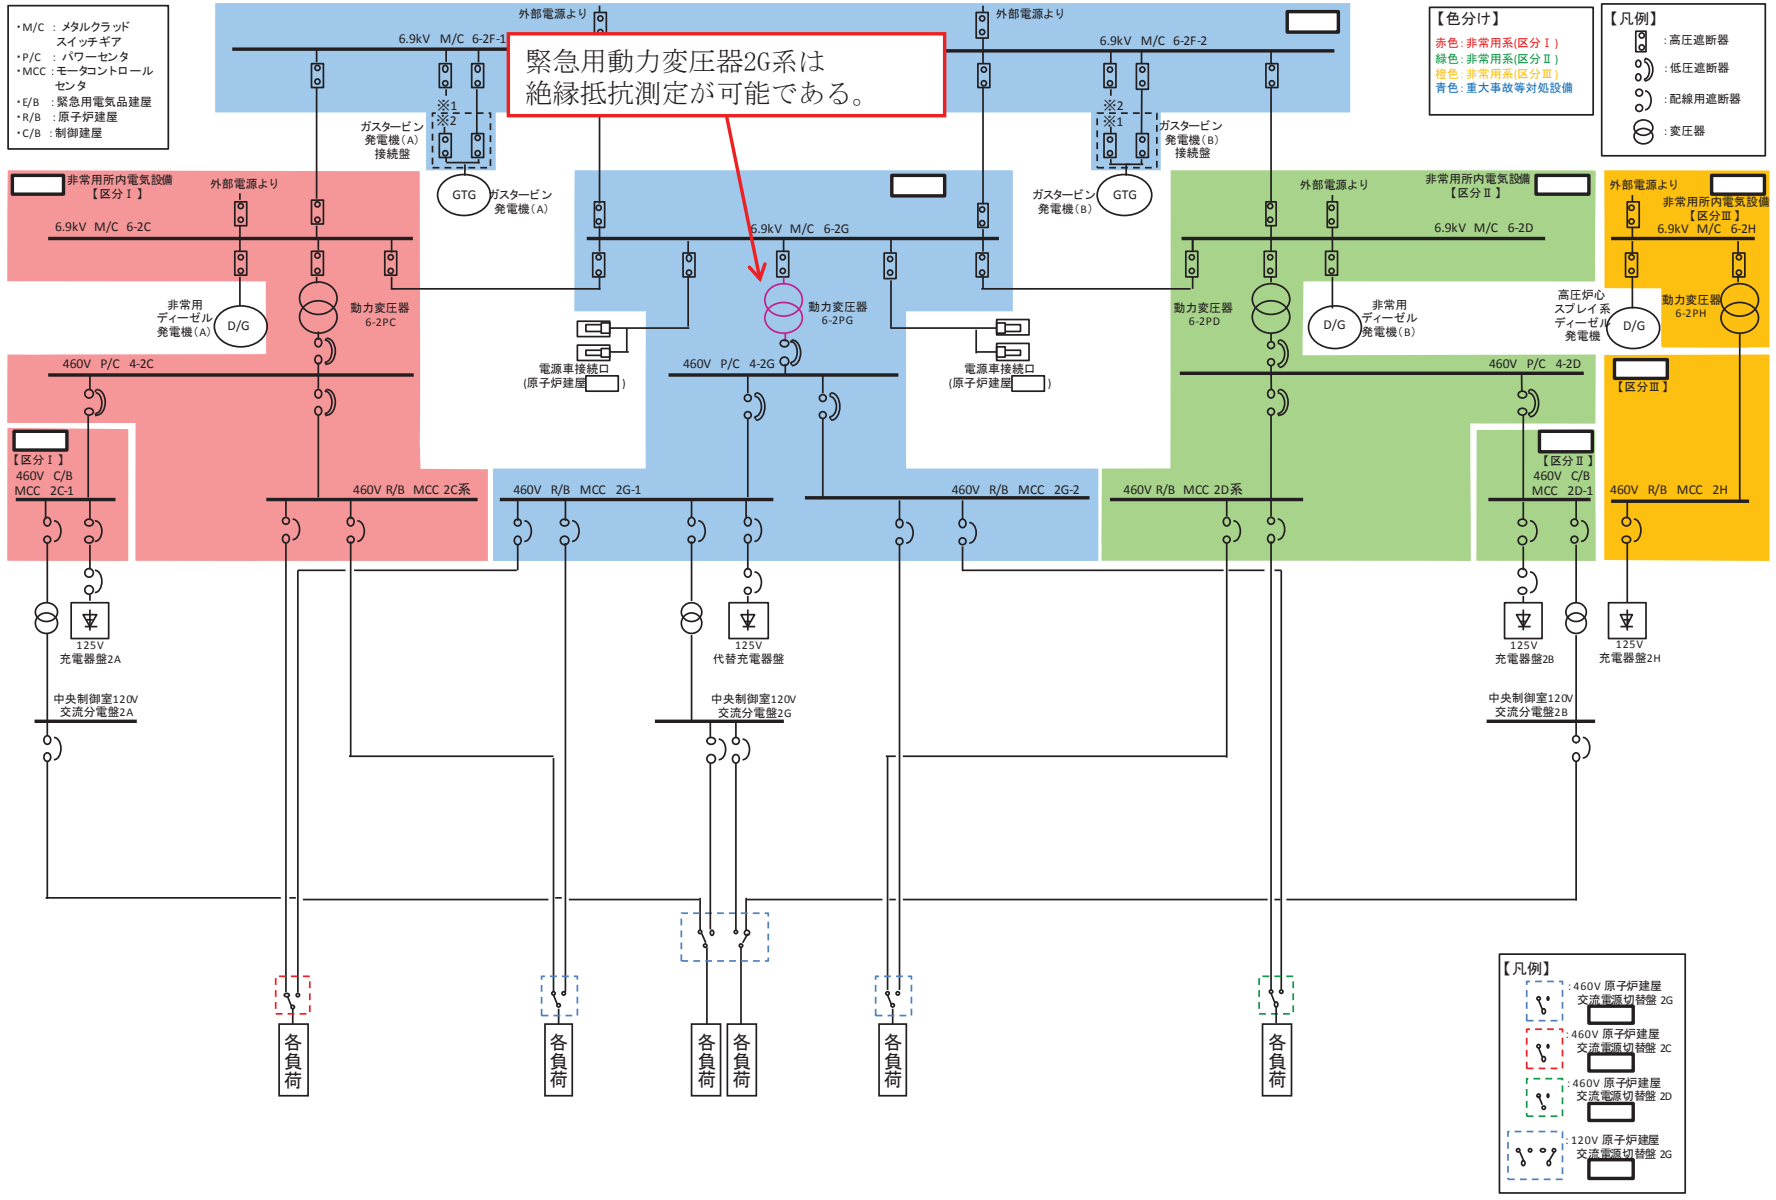 ・M/C : メタルクラッド
スイッチギア
・P/C : パワーセンタ
・MCC : モータコントロール
センタ
・E/B : 緊急用電気品建屋
・R/B : 原子炉建屋
・C/B : 制御建屋
外部電源より
外部電源より
6.9kV M/C 6-2F-1
6.9kV M/C 6-2F-2
緊急用動力変圧器2G系は
絶縁抵抗測定が可能である。
【色分け】
赤色：非常用系(区分Ⅰ)
緑色：非常用系(区分Ⅱ)
橙色：非常用系(区分Ⅲ)
青色：重大事故等対処設備
【凡例】
：高圧遮断器
：低圧遮断器
：配線用遮断器
：変圧器
※1
※2
ガスタービン
発電機(A)
接続盤
※2
※1
ガスタービン
発電機(B)
接続盤
GTG
ガスタービン
発電機(A)
ガスタービン
発電機(B)
GTG
非常用所内電気設備
【区分Ⅰ】
外部電源より
6.9kV M/C 6-2C
6.9kV M/C 6-2G
外部電源より
非常用所内電気設備
【区分Ⅱ】
6.9kV M/C 6-2D
外部電源より
非常用所内電気設備
【区分Ⅲ】
6.9kV M/C 6-2H
非常用
ディーゼル
発電機(A)
D/G
動力変圧器
6-2PC
動力変圧器
6-2PG
動力変圧器
6-2PD
D/G
非常用
ディーゼル
発電機(B)
高圧炉心
スプレイ系
ディーゼル
発電機
D/G
動力変圧器
6-2PH
電源車接続口
(原子炉建屋 )
電源車接続口
(原子炉建屋 )
460V P/C 4-2C
460V P/C 4-2G
460V P/C 4-2D
【区分Ⅲ】
【区分Ⅰ】
460V C/B
MCC 2C-1
460V R/B MCC 2C系
460V R/B MCC 2G-1
460V R/B MCC 2G-2
460V R/B MCC 2D系
【区分Ⅱ】
460V C/B
MCC 2D-1
460V R/B MCC 2H
125V
充電器盤2A
125V
代替充電器盤
125V
充電器盤2B
125V
充電器盤2H
中央制御室120V
交流分電盤2A
中央制御室120V
交流分電盤2G
中央制御室120V
交流分電盤2B
各負荷
各負荷
各負荷
各負荷
各負荷
各負荷
【凡例】
：460V 原子炉建屋
交流電源切替盤 2G
：460V 原子炉建屋
交流電源切替盤 2C
：460V 原子炉建屋
交流電源切替盤 2D
：120V 原子炉建屋
交流電源切替盤 2G